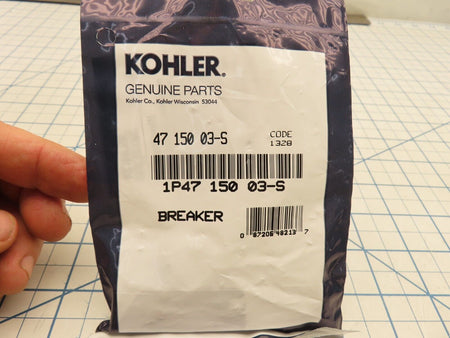 KOHLER.
GENUINE PARTS
Kohler Co., Kohler Wisconsin 53044
47 150 03-S
CODE
1328
1P47 150 03-S
BREAKER
0 87206 48213 7